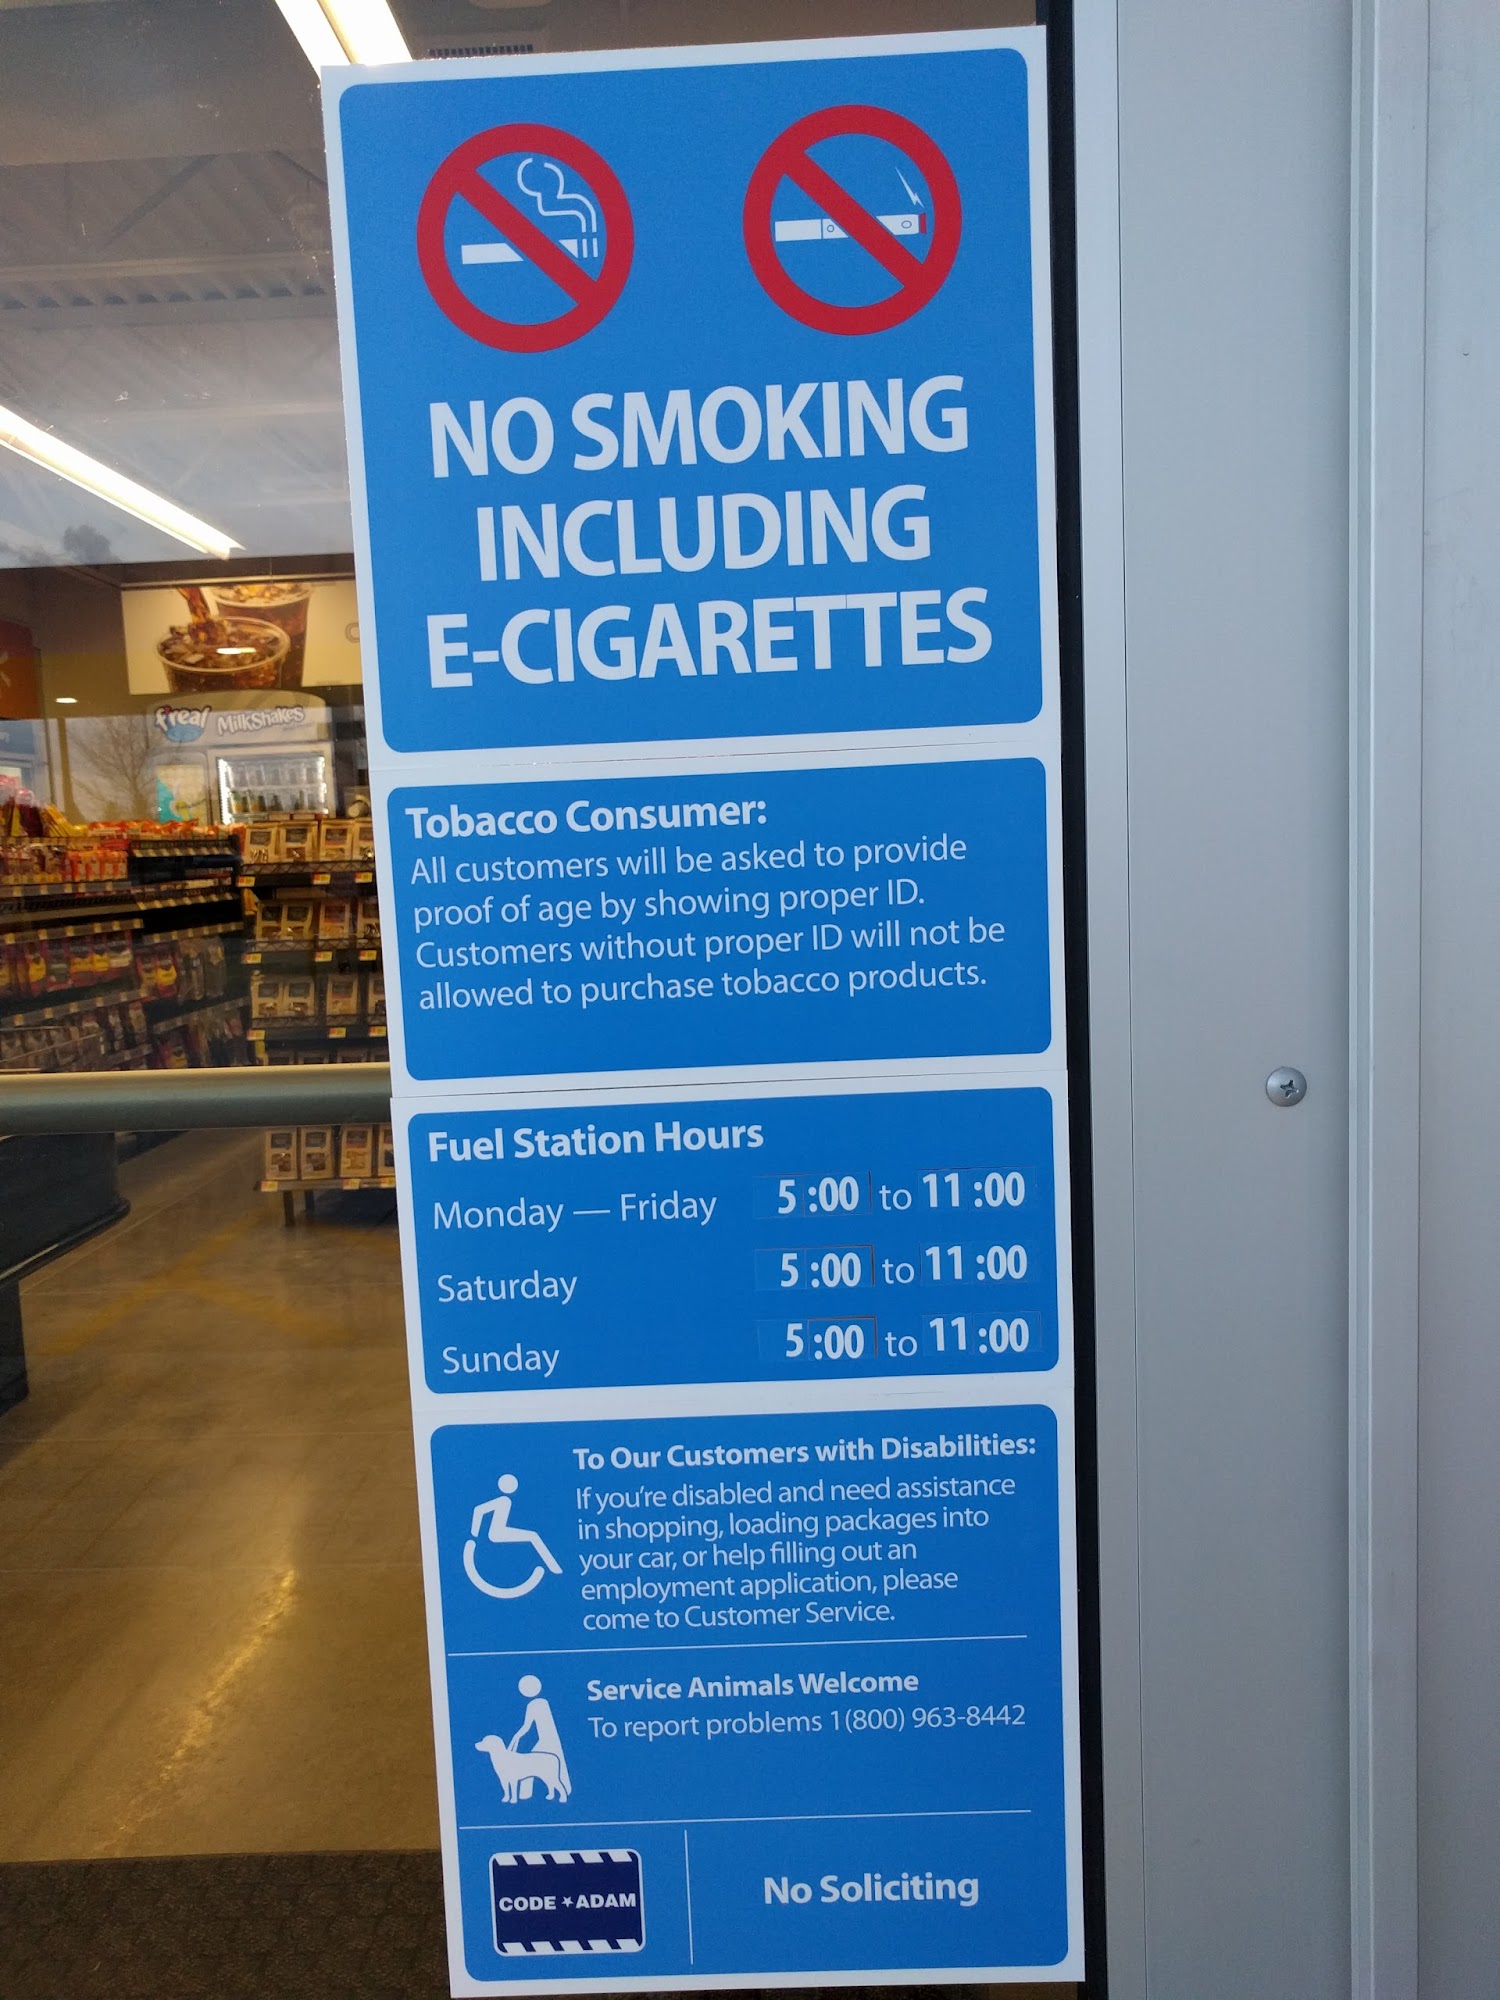 NO SMOKING
INCLUDING
E-CIGARETTES
Tobacco Consumer:
All customers will be asked to provide
proof of age by showing proper ID.
Customers without proper ID will not be
allowed to purchase tobacco products.
Fuel Station Hours
Monday — Friday 5:00 to 11:00
Saturday 5:00 to 11:00
Sunday 5:00 to 11:00
To Our Customers with Disabilities:
If you're disabled and need assistance
in shopping, loading packages into
your car, or help filling out an
employment application, please
come to Customer Service.
Service Animals Welcome
To report problems 1(800) 963-8442
CODE ADAM
No Soliciting
f'real MilkShakes